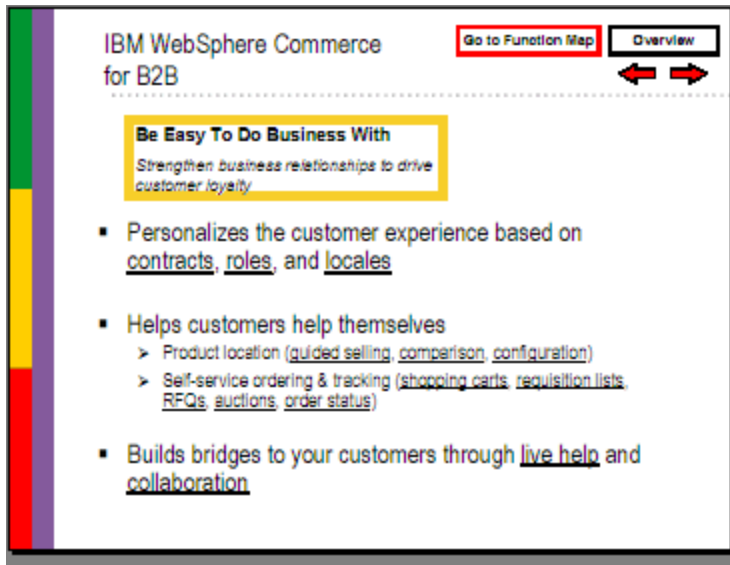 IBM WebSphere Commerce
for B2B
Go to Function Map
Overview
Be Easy To Do Business With
Strengthen business relationships to drive
customer loyalty
▪ Personalizes the customer experience based on
contracts, roles, and locales
▪ Helps customers help themselves
➢ Product location (guided selling, comparison, configuration)
➢ Self-service ordering & tracking (shopping carts, requisition lists,
RFQs, auctions, order status)
▪ Builds bridges to your customers through live help and
collaboration